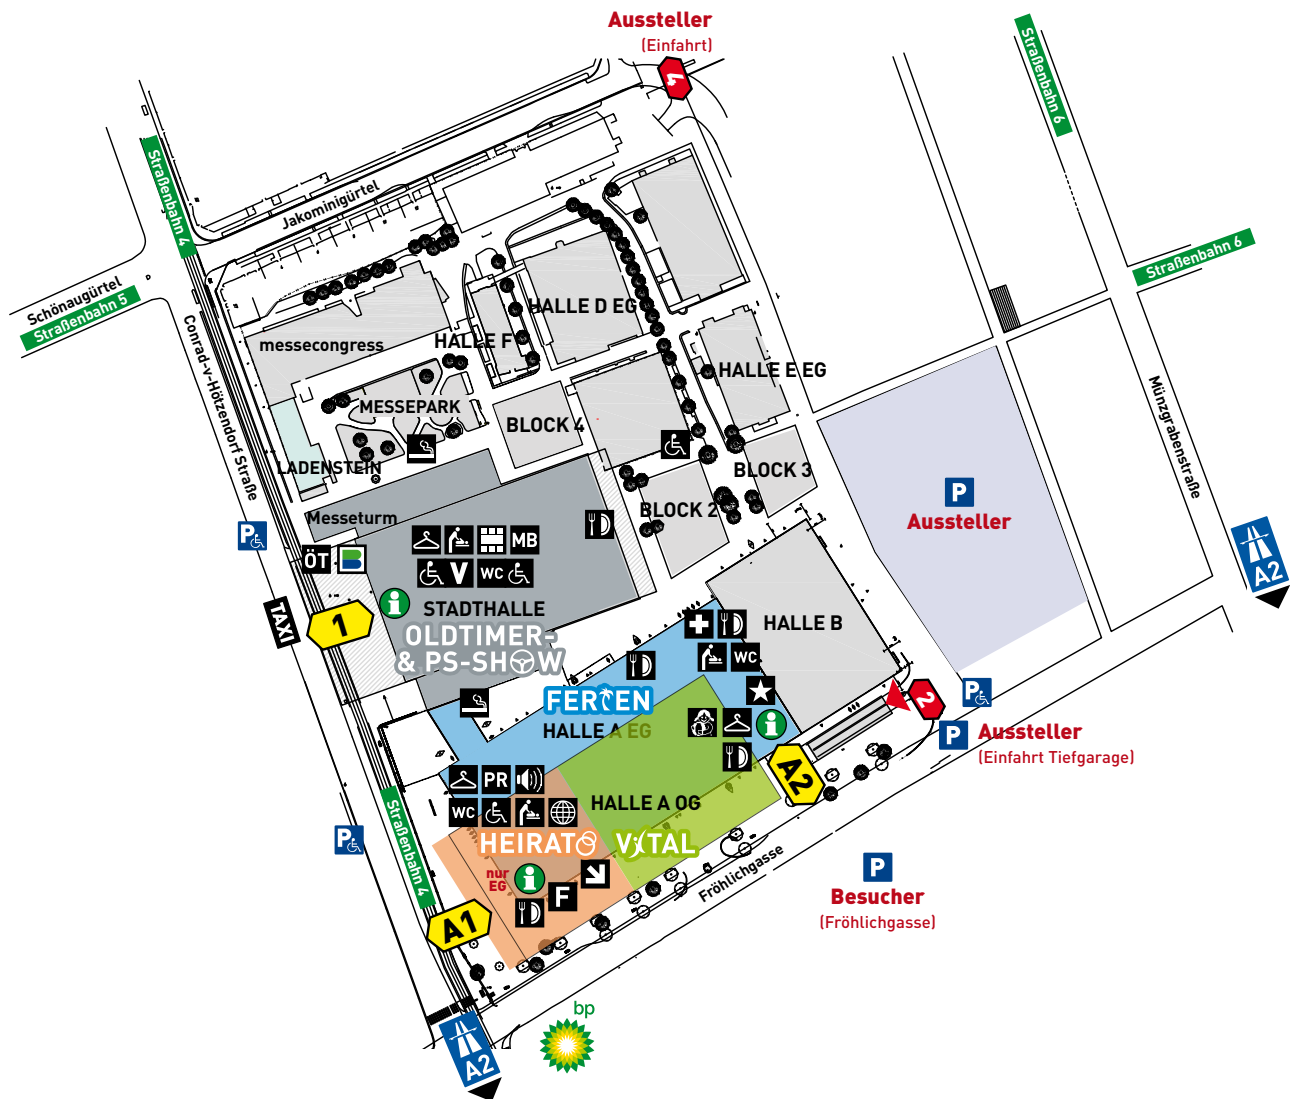 Aussteller
(Einfahrt)
4
Straßenbahn 6
Straßenbahn 4
Jakominigürtel
Straßenbahn 6
Schönaugürtel
Straßenbahn 5
Conrad-v-Hötzendorf Straße
HALLE D EG
HALLE F
messecongress
HALLE E EG
Münzgrabenstraße
MESSEPARK
BLOCK 4
LADENSTEIN
BLOCK 3
P
Aussteller
BLOCK 2
Messeturm
P
MB
ÖT
V
WC
A2
TAXI
1
i
STADTHALLE
OLDTIMER-
& PS-SHOW
HALLE B
WC
FERIEN
HALLE A EG
i
2
P
P
Aussteller
(Einfahrt Tiefgarage)
A2
PR
WC
HALLE A OG
Straßenbahn 4
P
HEIRAT
VITAL
nur
EG
i
F
P
Besucher
(Fröhlichgasse)
Fröhlichgasse
A1
bp
A2